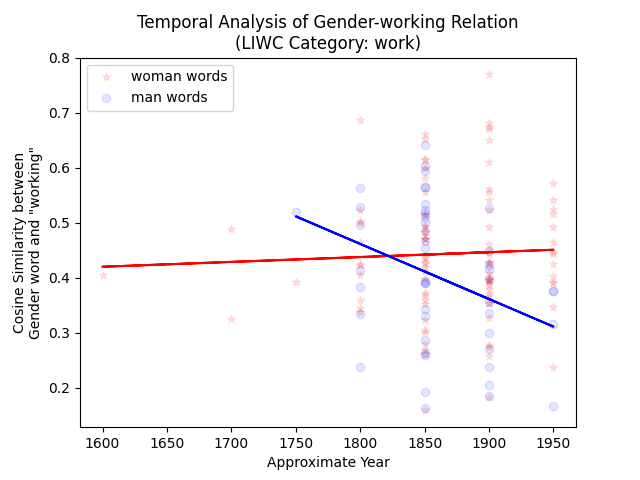 Temporal Analysis of Gender-working Relation
(LIWC Category: work)
woman words
man words
Cosine Similarity between
Gender word and "working"
0.8
0.7
0.6
0.5
0.4
0.3
0.2
1600 1650 1700 1750 1800 1850 1900 1950
Approximate Year